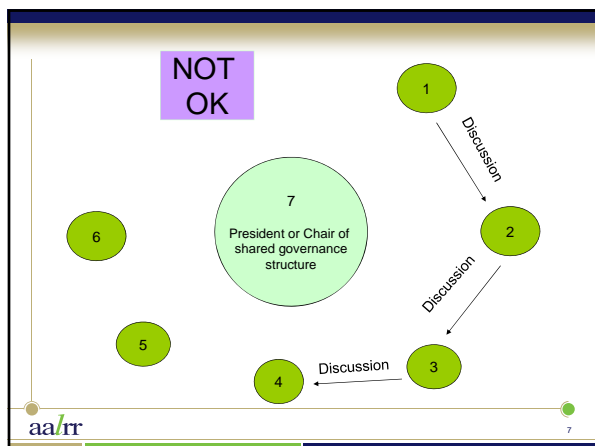 NOT
OK
1
Discussion
2
Discussion
3
Discussion
4
5
6
7
President or Chair of
shared governance
structure
aalrr
7